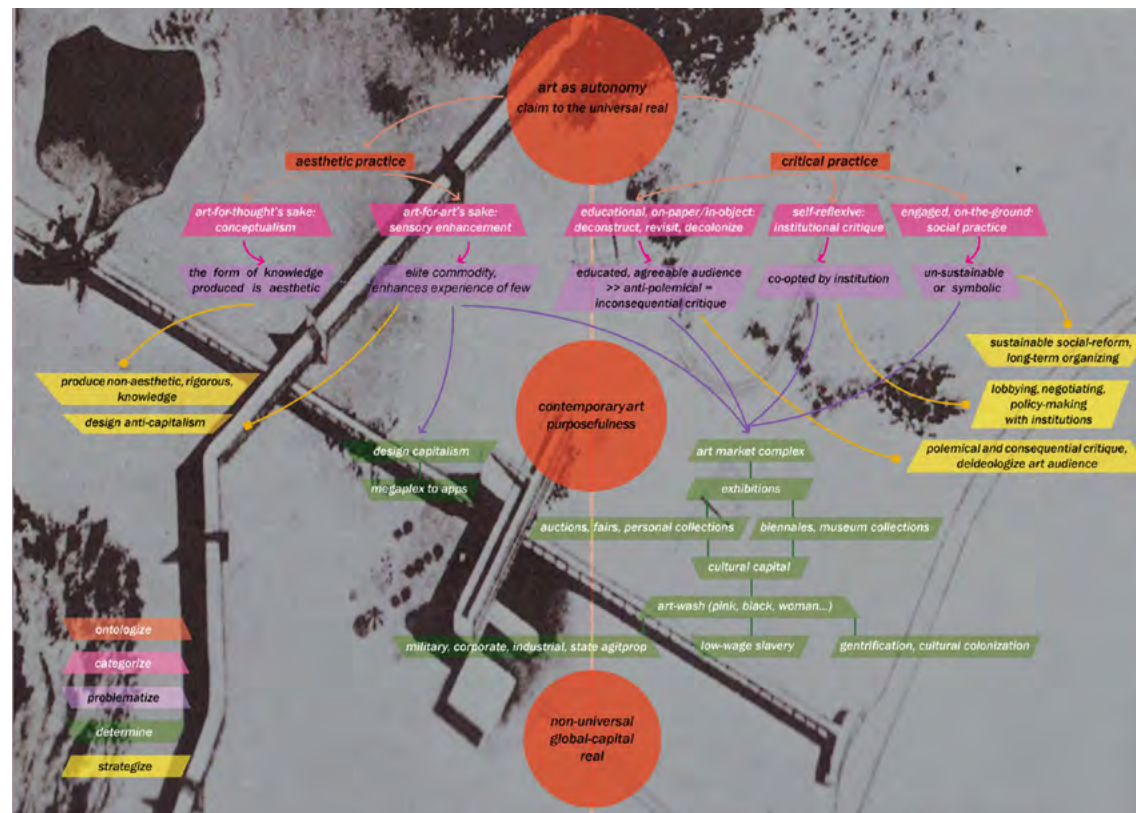 art as autonomy
claim to the universal real
aesthetic practice
critical practice
art-for-thought's sake:
conceptualism
art-for-art's sake:
sensory enhancement
educational, on-paper/in-object:
deconstruct, revisit, decolonize
self-reflexive:
institutional critique
engaged, on-the-ground:
social practice
the form of knowledge
produced is aesthetic
elite commodity,
enhances experience of few
educated, agreeable audience
>> anti-polemical =
inconsequential critique
co-opted by institution
un-sustainable
or symbolic
sustainable social-reform,
long-term organizing
produce non-aesthetic, rigorous,
knowledge
design anti-capitalism
lobbying, negotiating,
policy-making
with institutions
contemporary art
purposefulness
polemical and consequential critique,
deideologize art audience
design capitalism
megaplex to apps
art market complex
exhibitions
auctions, fairs, personal collections
biennales, museum collections
cultural capital
art-wash (pink, black, woman...)
military, corporate, industrial, state agitprop
low-wage slavery
gentrification, cultural colonization
ontologize
categorize
problematize
determine
strategize
non-universal
global-capital
real